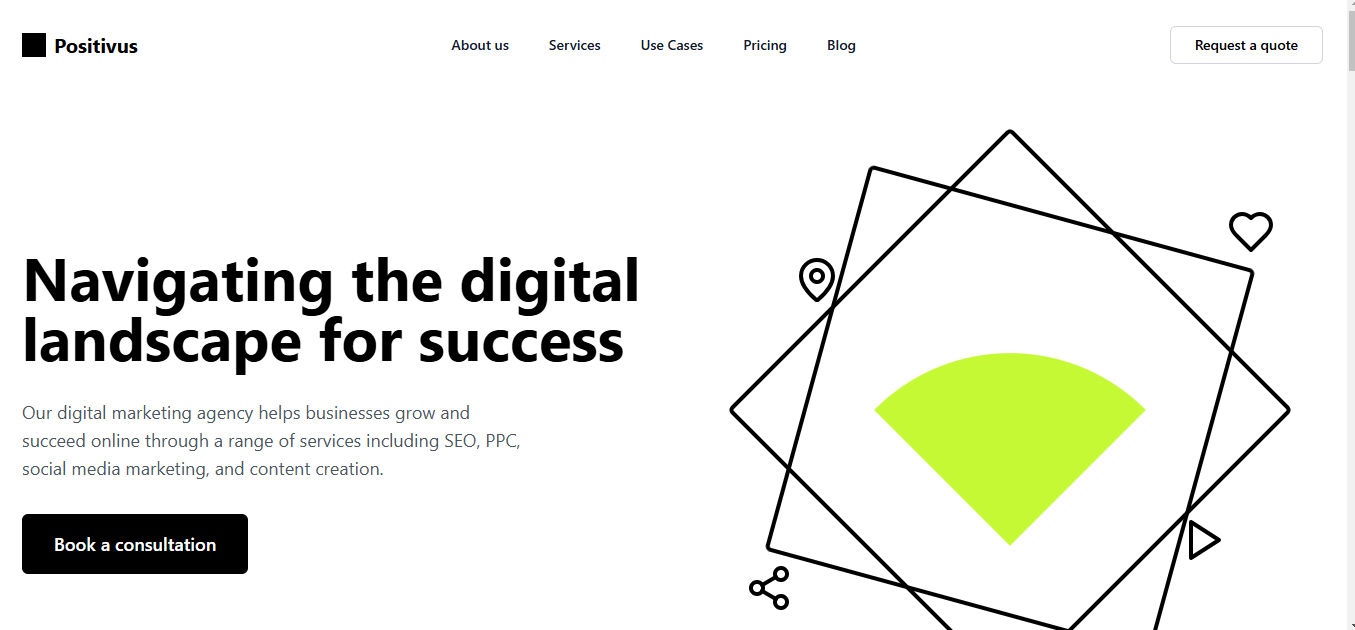 Positivus
About us
Services
Use Cases
Pricing
Blog
Request a quote
Navigating the digital
landscape for success
Our digital marketing agency helps businesses grow and
succeed online through a range of services including SEO, PPC,
social media marketing, and content creation.
Book a consultation